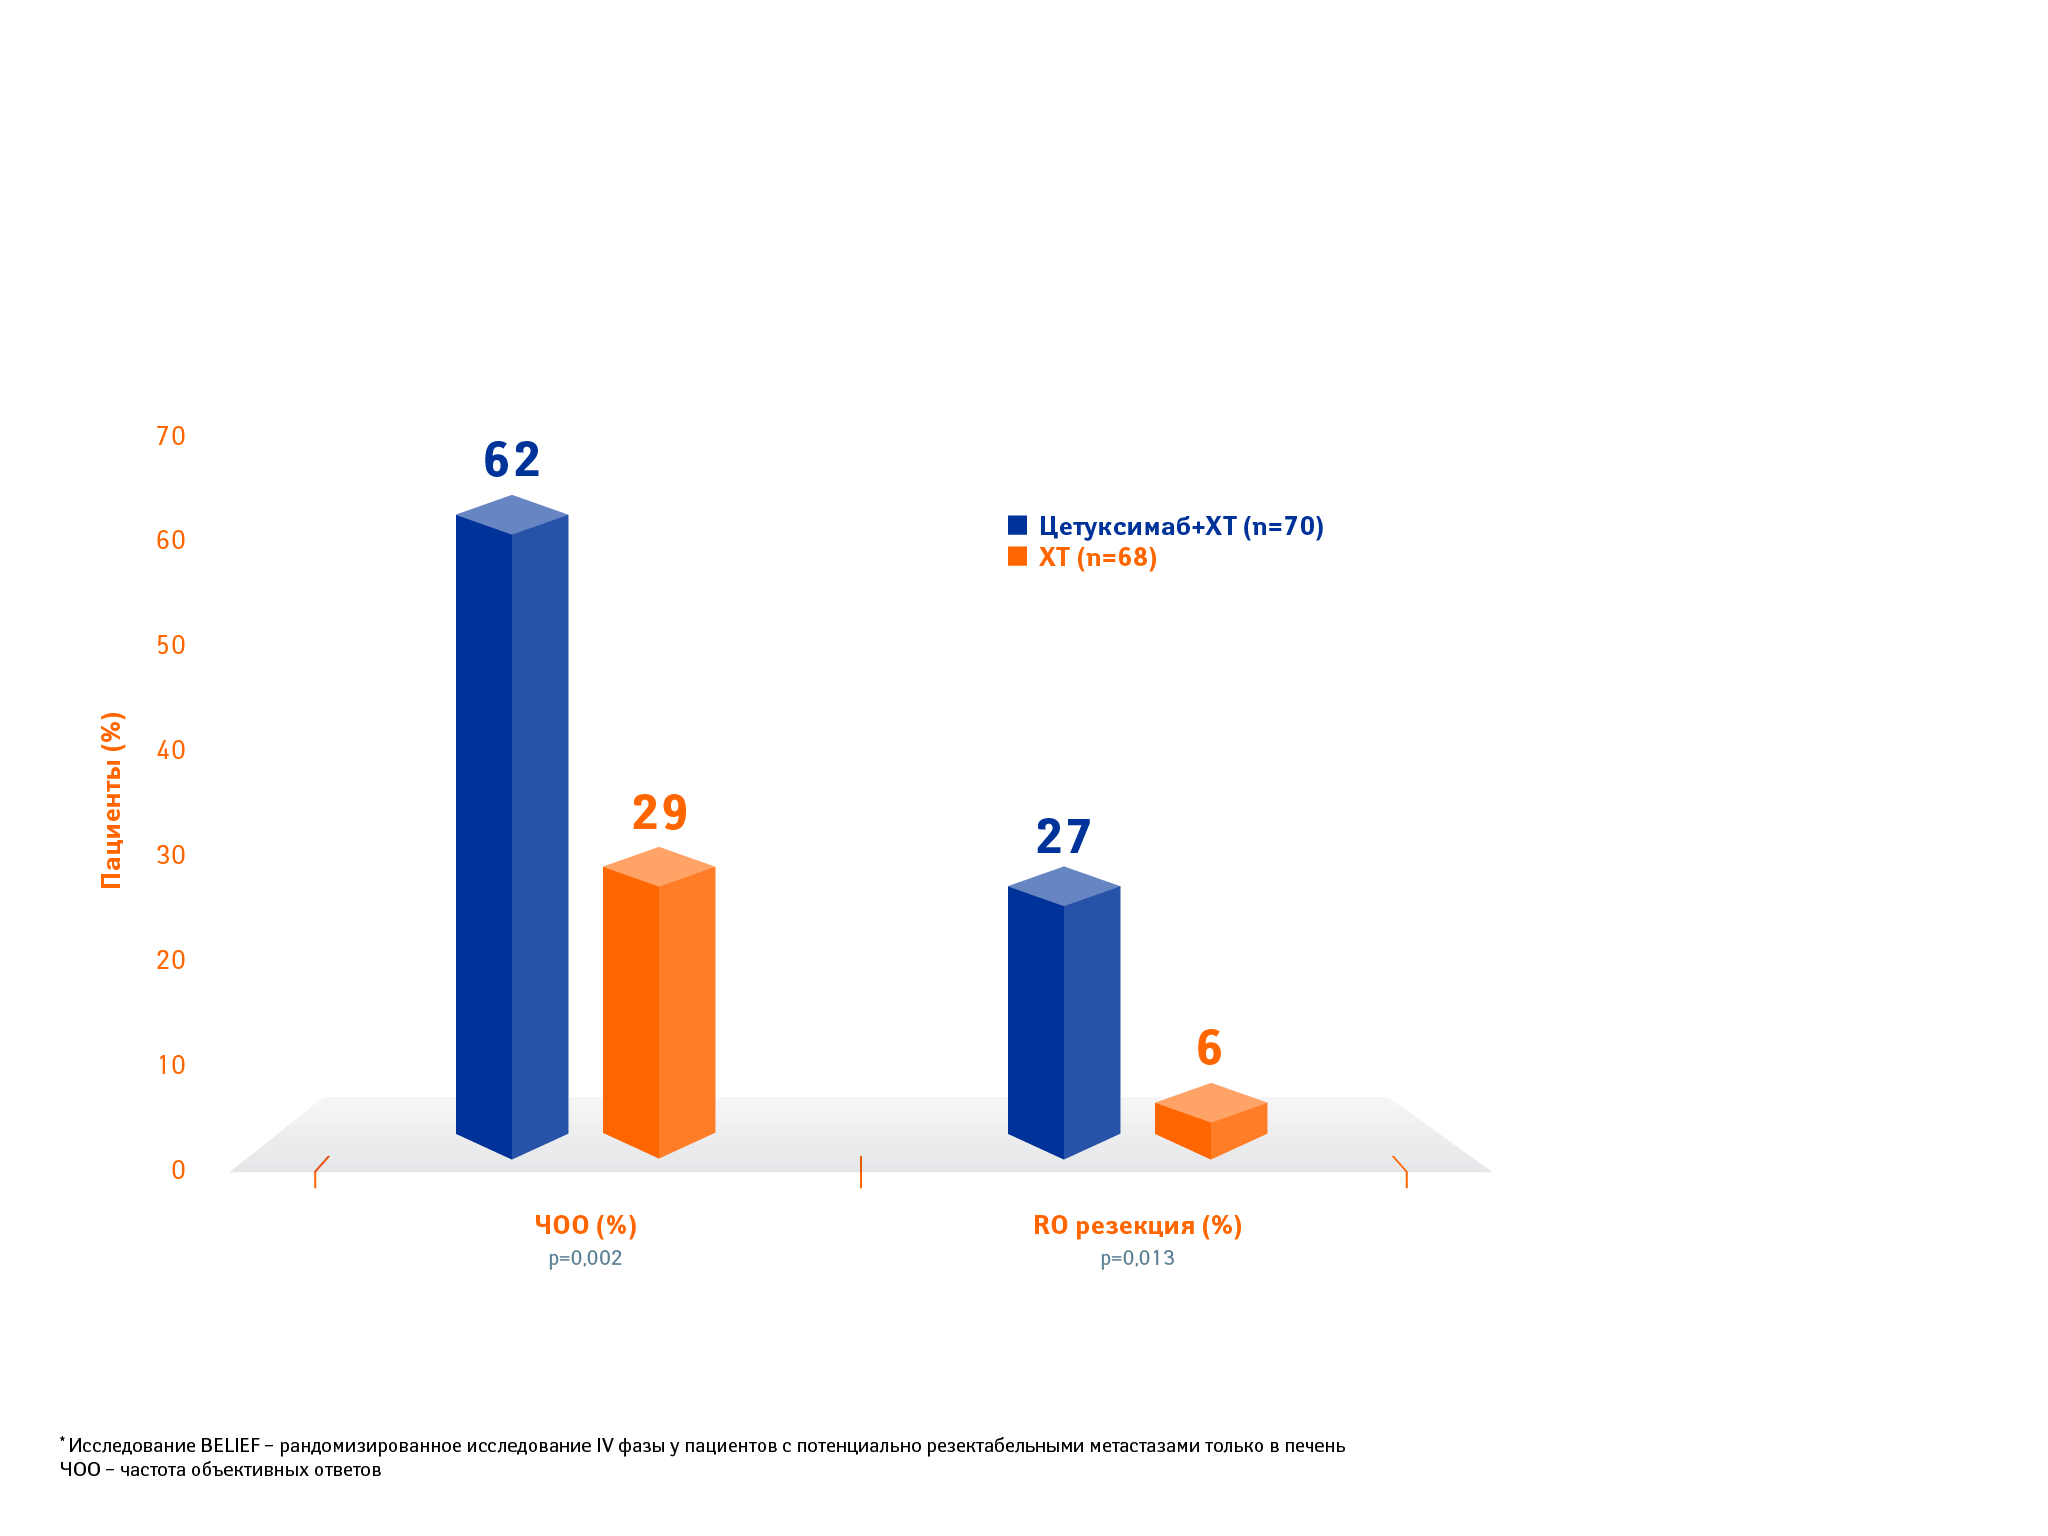 70
62
60
Цетуксимаб+ХТ (n=70)
ХТ (n=68)
50
40
Пациенты (%)
30
29
27
20
10
6
0
ЧОО (%)
RO резекция (%)
p=0,002
p=0,013
* Исследование BELIEF – рандомизированное исследование IV фазы у пациентов с потенциально резектабельными метастазами только в печень
ЧОО – частота объективных ответов